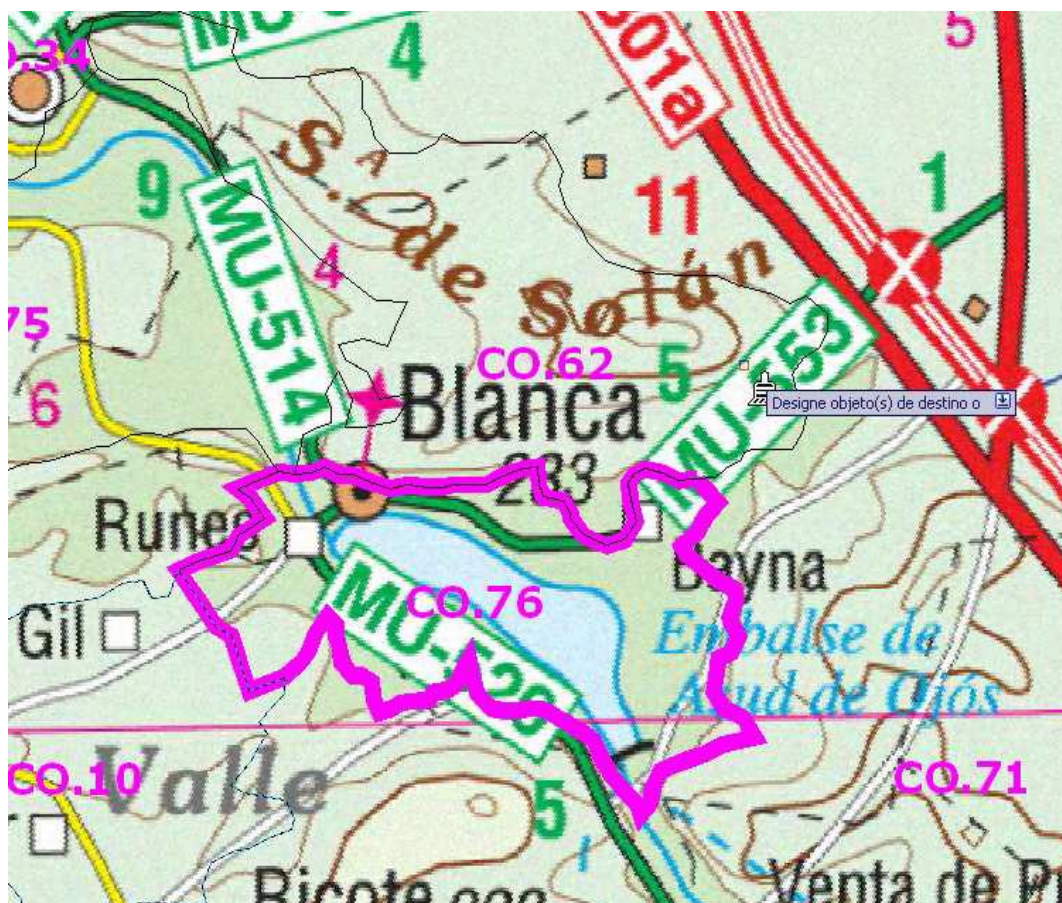 4
5
CO.34
301a
9
S.ᴬ de Solán
11
1
MU-514
4
75
CO.62
5
MU-553
6
Blanca
Designe objeto(s) de destino o
233
Runes
Bayna
CO.76
MU-520
Gil
Embalse de
Azud de Ojós
CO.10
Valle
CO.71
5
Ricote
Venta de